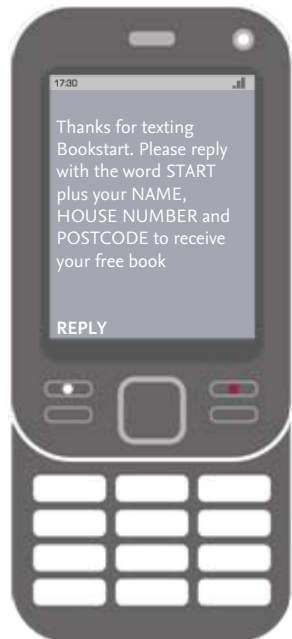 17:30
Thanks for texting
Bookstart. Please reply
with the word START
plus your NAME,
HOUSE NUMBER and
POSTCODE to receive
your free book
REPLY